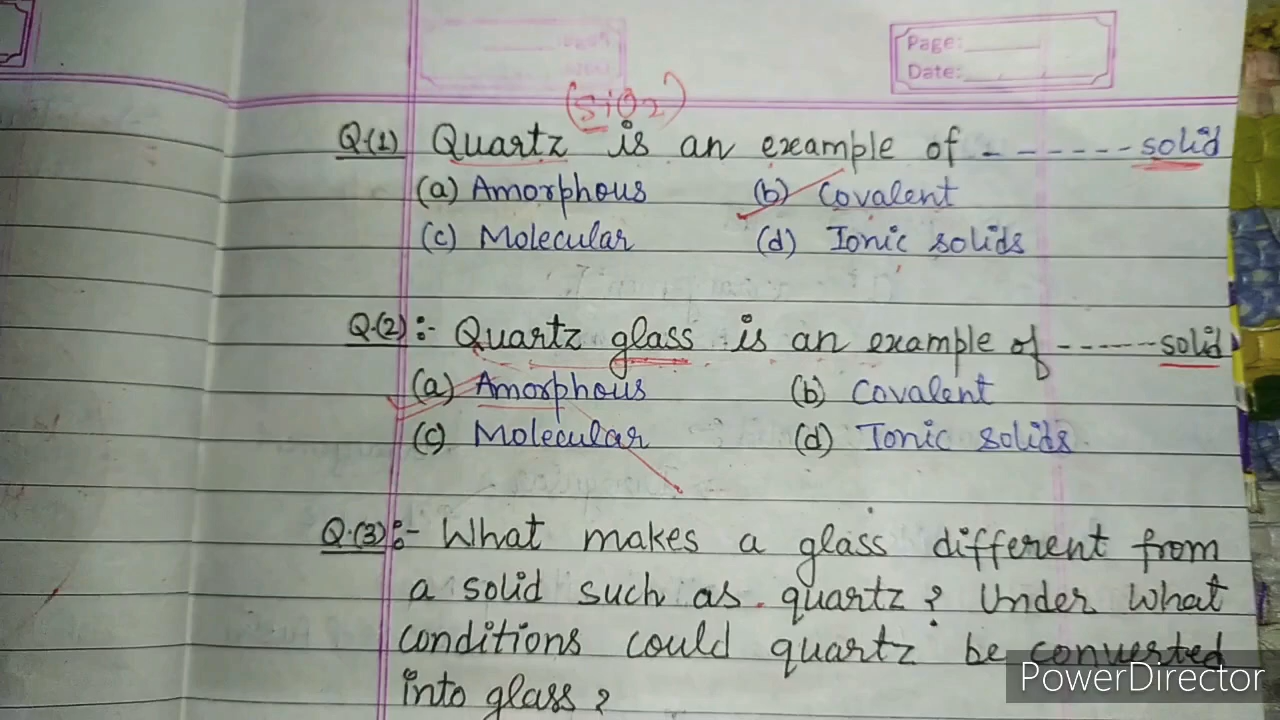 Page:
Date:
(SiO2)
Q.(1) Quartz is an example of ------- solid
(a) Amorphous (b) Covalent
(c) Molecular (d) Ionic solids
Q.(2):- Quartz glass is an example of ------ solid
(a) Amorphous (b) Covalent
(c) Molecular (d) Ionic solids
Q.(3):- What makes a glass different from
a solid such as quartz? Under what
conditions could quartz be converted
into glass?
PowerDirector